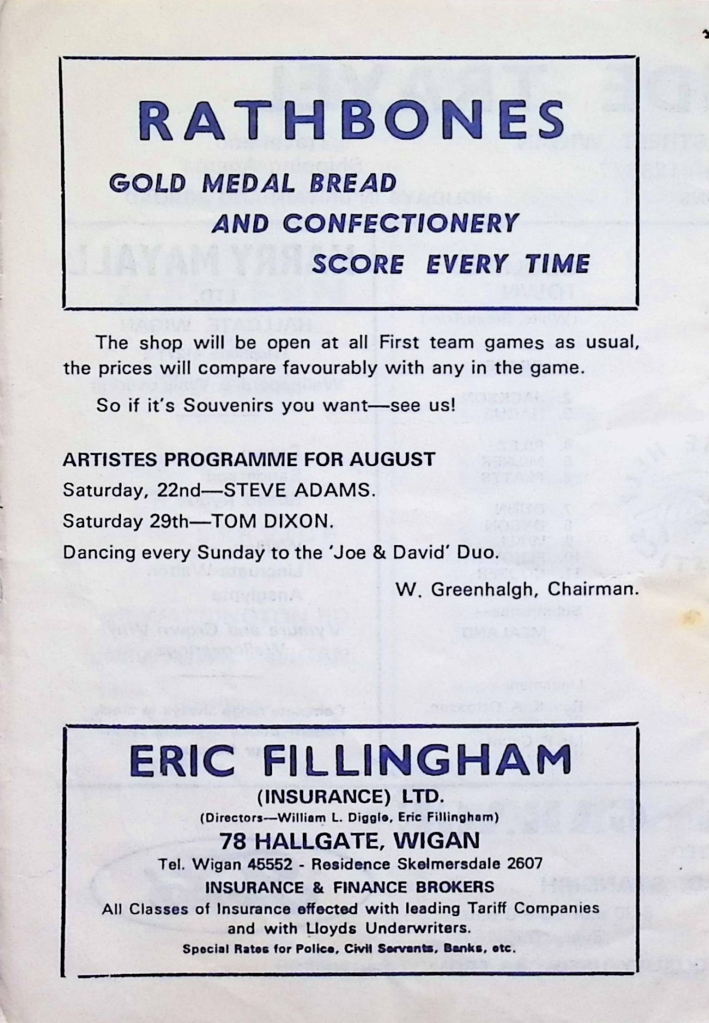 RATHBONES
GOLD MEDAL BREAD
AND CONFECTIONERY
SCORE EVERY TIME
The shop will be open at all First team games as usual,
the prices will compare favourably with any in the game.
So if it's Souvenirs you want—see us!
ARTISTES PROGRAMME FOR AUGUST
Saturday, 22nd—STEVE ADAMS.
Saturday 29th—TOM DIXON.
Dancing every Sunday to the 'Joe & David' Duo.
W. Greenhalgh, Chairman.
ERIC FILLINGHAM
(INSURANCE) LTD.
(Directors—William L. Diggle, Eric Fillingham)
78 HALLGATE, WIGAN
Tel. Wigan 45552 - Residence Skelmersdale 2607
INSURANCE & FINANCE BROKERS
All Classes of Insurance effected with leading Tariff Companies
and with Lloyds Underwriters.
Special Rates for Police, Civil Servants, Banks, etc.